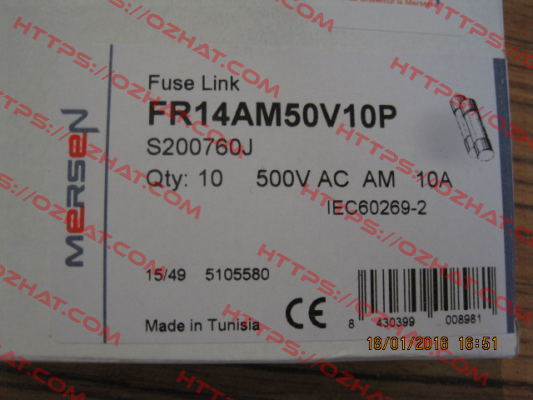 MERSEN
Fuse Link
FR14AM50V10P
S200760J
Qty: 10 500V AC AM 10A
IEC60269-2
15/49 5105580
Made in Tunisia
CE
8 430399 008981
16/01/2016 16:51
HTTPS://OZHAT.COM